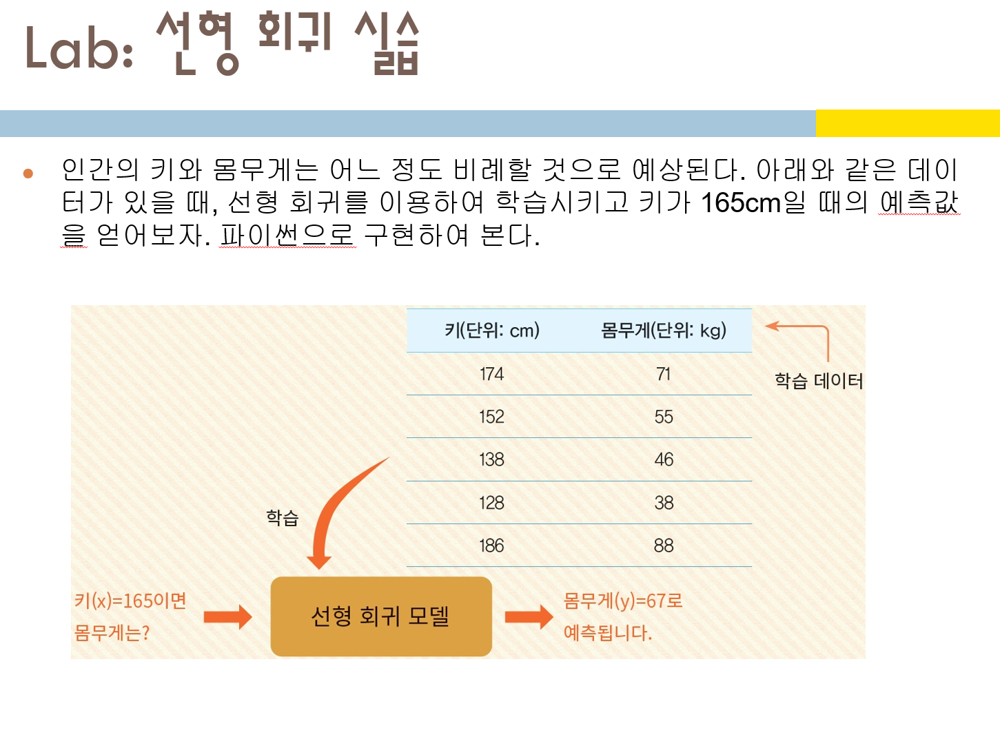 Lab: 선형 회귀 실습
인간의 키와 몸무게는 어느 정도 비례할 것으로 예상된다. 아래와 같은 데이
터가 있을 때, 선형 회귀를 이용하여 학습시키고 키가 165cm일 때의 예측값
을 얻어보자. 파이썬으로 구현하여 본다.
키(단위: cm) 몸무게(단위: kg)
174 71
학습 데이터
152 55
138 46
128 38
학습
186 88
키(x)=165이면
몸무게는?
선형 회귀 모델
몸무게(y)=67로
예측됩니다.